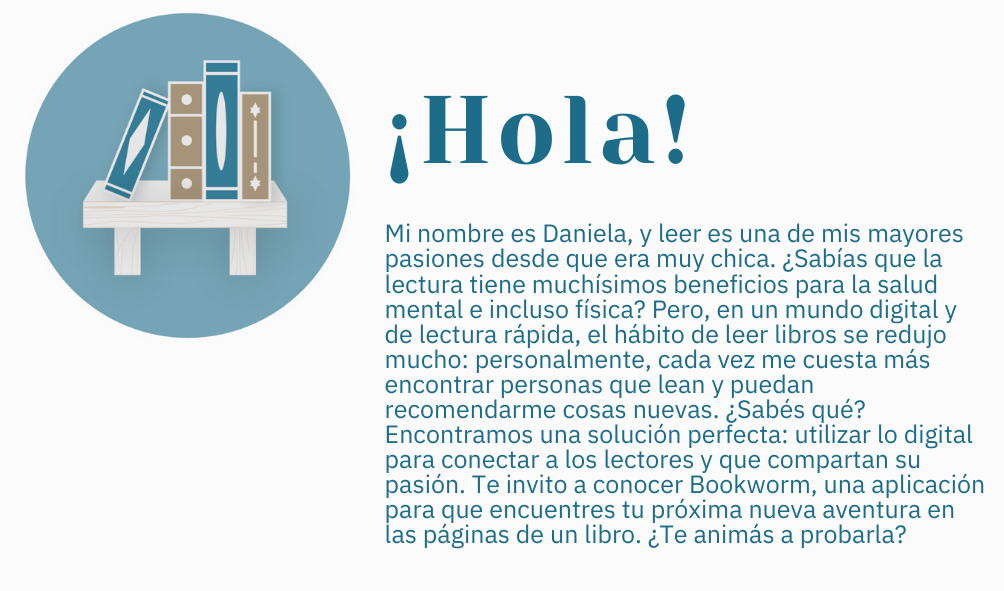 ¡Hola!
Mi nombre es Daniela, y leer es una de mis mayores
pasiones desde que era muy chica. ¿Sabías que la
lectura tiene muchísimos beneficios para la salud
mental e incluso física? Pero, en un mundo digital y
de lectura rápida, el hábito de leer libros se redujo
mucho: personalmente, cada vez me cuesta más
encontrar personas que lean y puedan
recomendarme cosas nuevas. ¿Sabés qué?
Encontramos una solución perfecta: utilizar lo digital
para conectar a los lectores y que compartan su
pasión. Te invito a conocer Bookworm, una aplicación
para que encuentres tu próxima nueva aventura en
las páginas de un libro. ¿Te animás a probarla?